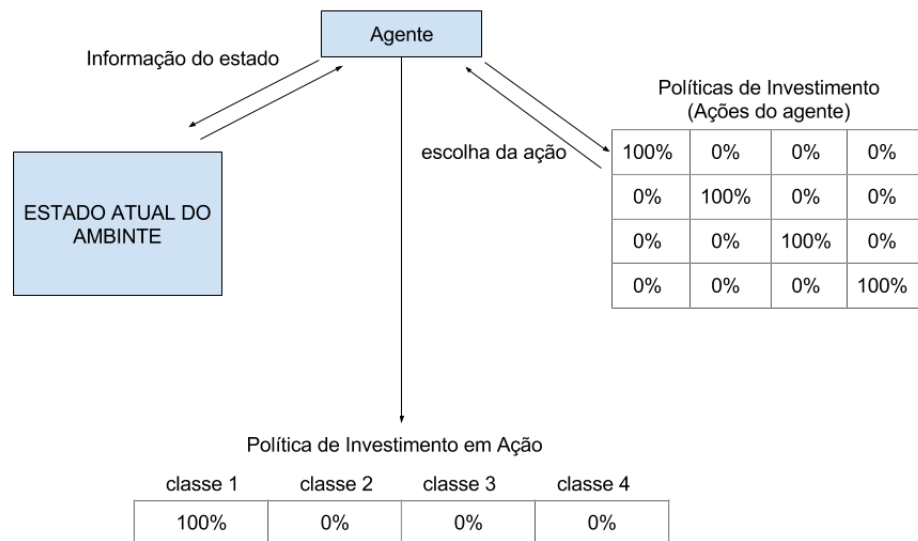 Agente
Informação do estado
Políticas de Investimento
(Ações do agente)
escolha da ação
100% 0% 0% 0%
0% 100% 0% 0%
0% 0% 100% 0%
0% 0% 0% 100%
ESTADO ATUAL DO
AMBINTE
Política de Investimento em Ação
classe 1 classe 2 classe 3 classe 4
100% 0% 0% 0%